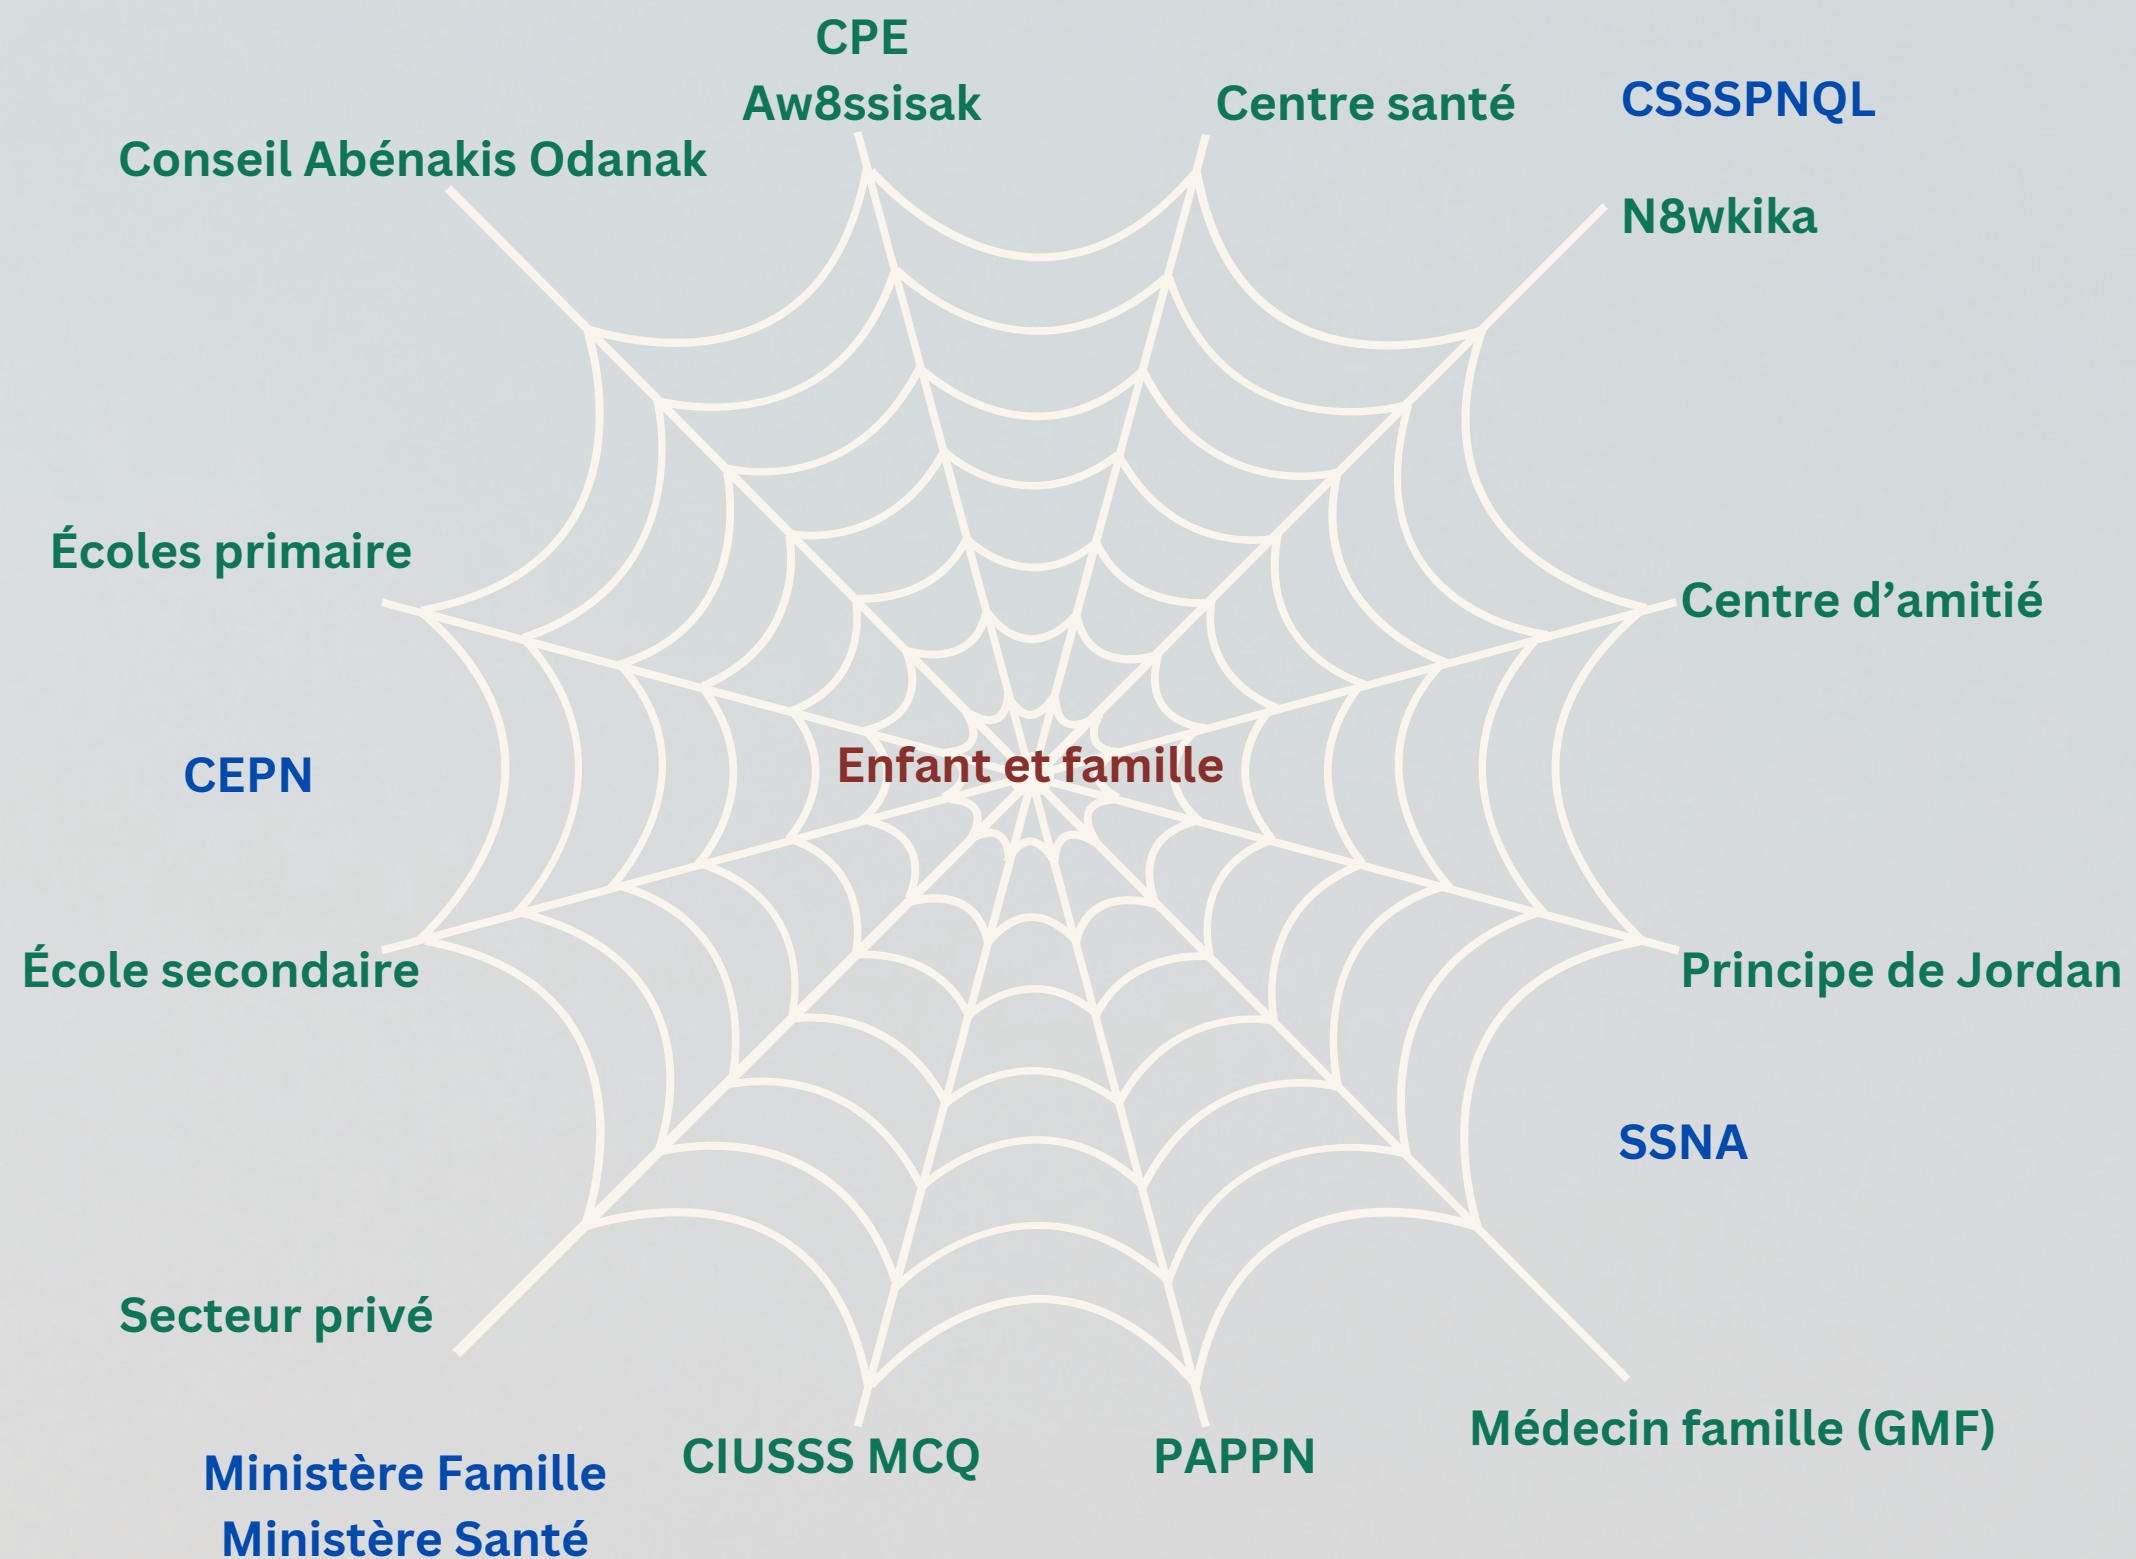 CPE
Aw8ssisak
Centre santé
CSSSPNQL
Conseil Abénakis Odanak
N8wkika
Écoles primaire
Centre d’amitié
Enfant et famille
CEPN
École secondaire
Principe de Jordan
SSNA
Secteur privé
Médecin famille (GMF)
CIUSSS MCQ
PAPPN
Ministère Famille
Ministère Santé